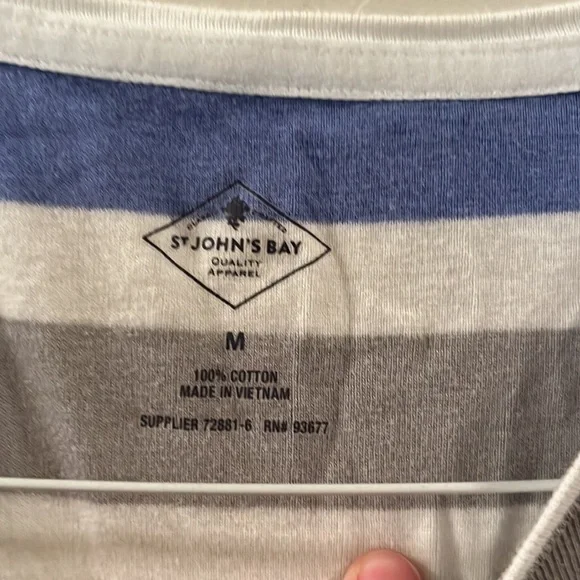 ST JOHN'S BAY
QUALITY
APPAREL
M
100% COTTON
MADE IN VIETNAM
SUPPLIER 72881-6 RN# 93677